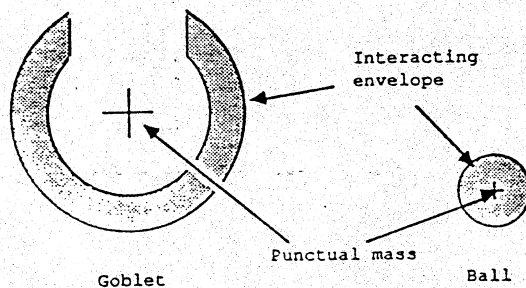 Interacting
envelope
Punctual mass
Goblet
Ball